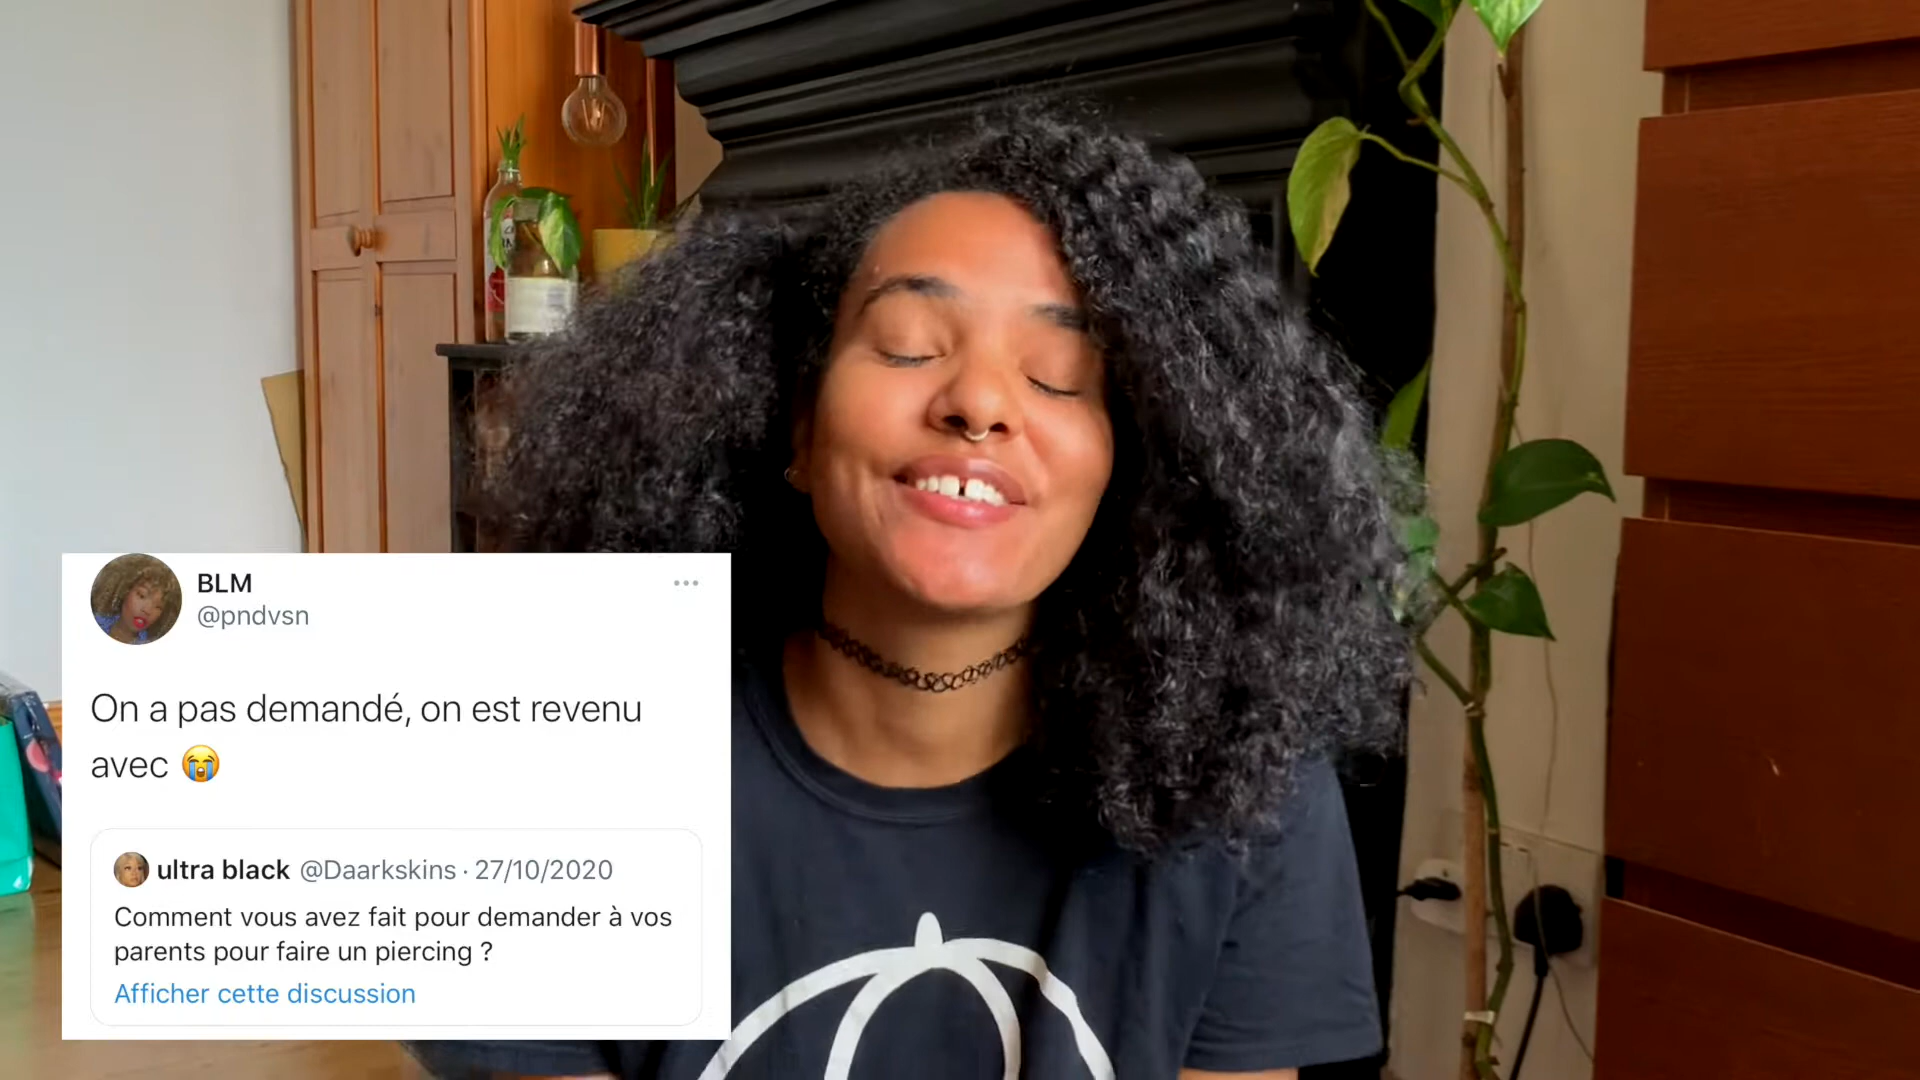 BLM
@pndvsn
On a pas demandé, on est revenu
avec 😭
ultra black @Daarkskins · 27/10/2020
Comment vous avez fait pour demander à vos
parents pour faire un piercing ?
Afficher cette discussion